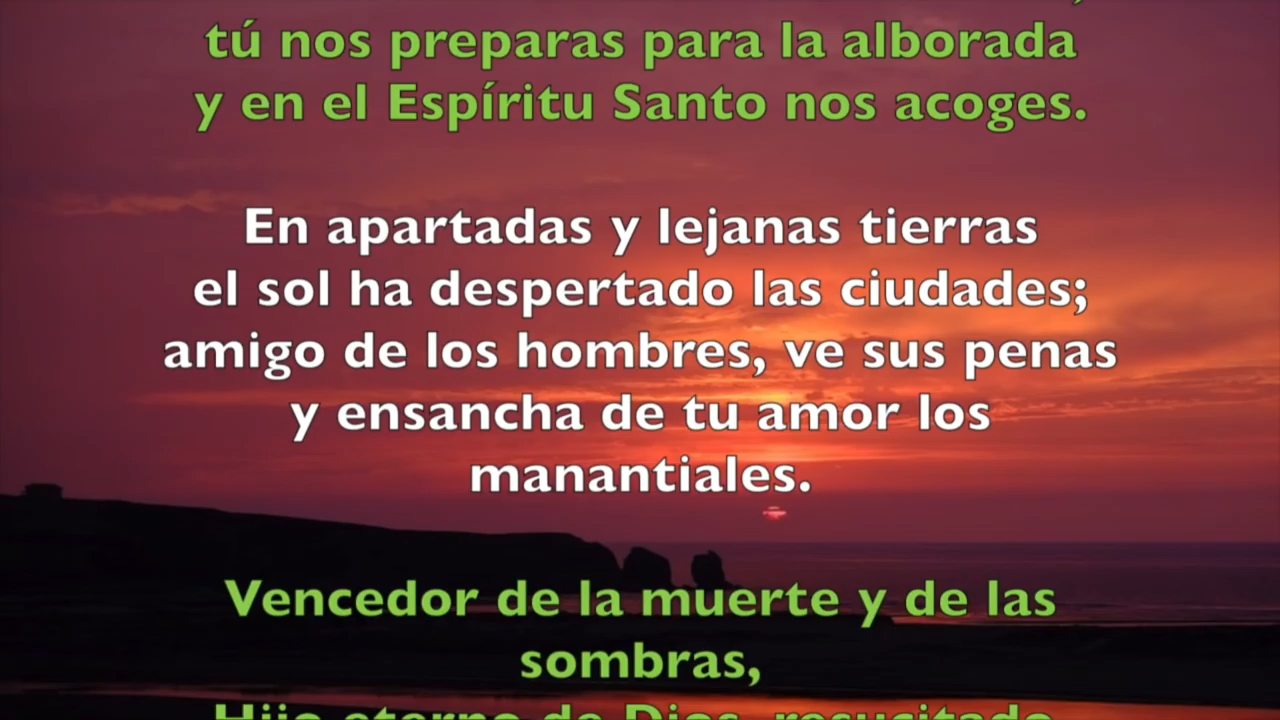 tú nos preparas para la alborada
y en el Espíritu Santo nos acoges.
En apartadas y lejanas tierras
el sol ha despertado las ciudades;
amigo de los hombres, ve sus penas
y ensancha de tu amor los
manantiales.
Vencedor de la muerte y de las
sombras,
Hijo eterno de Dios, resucitado